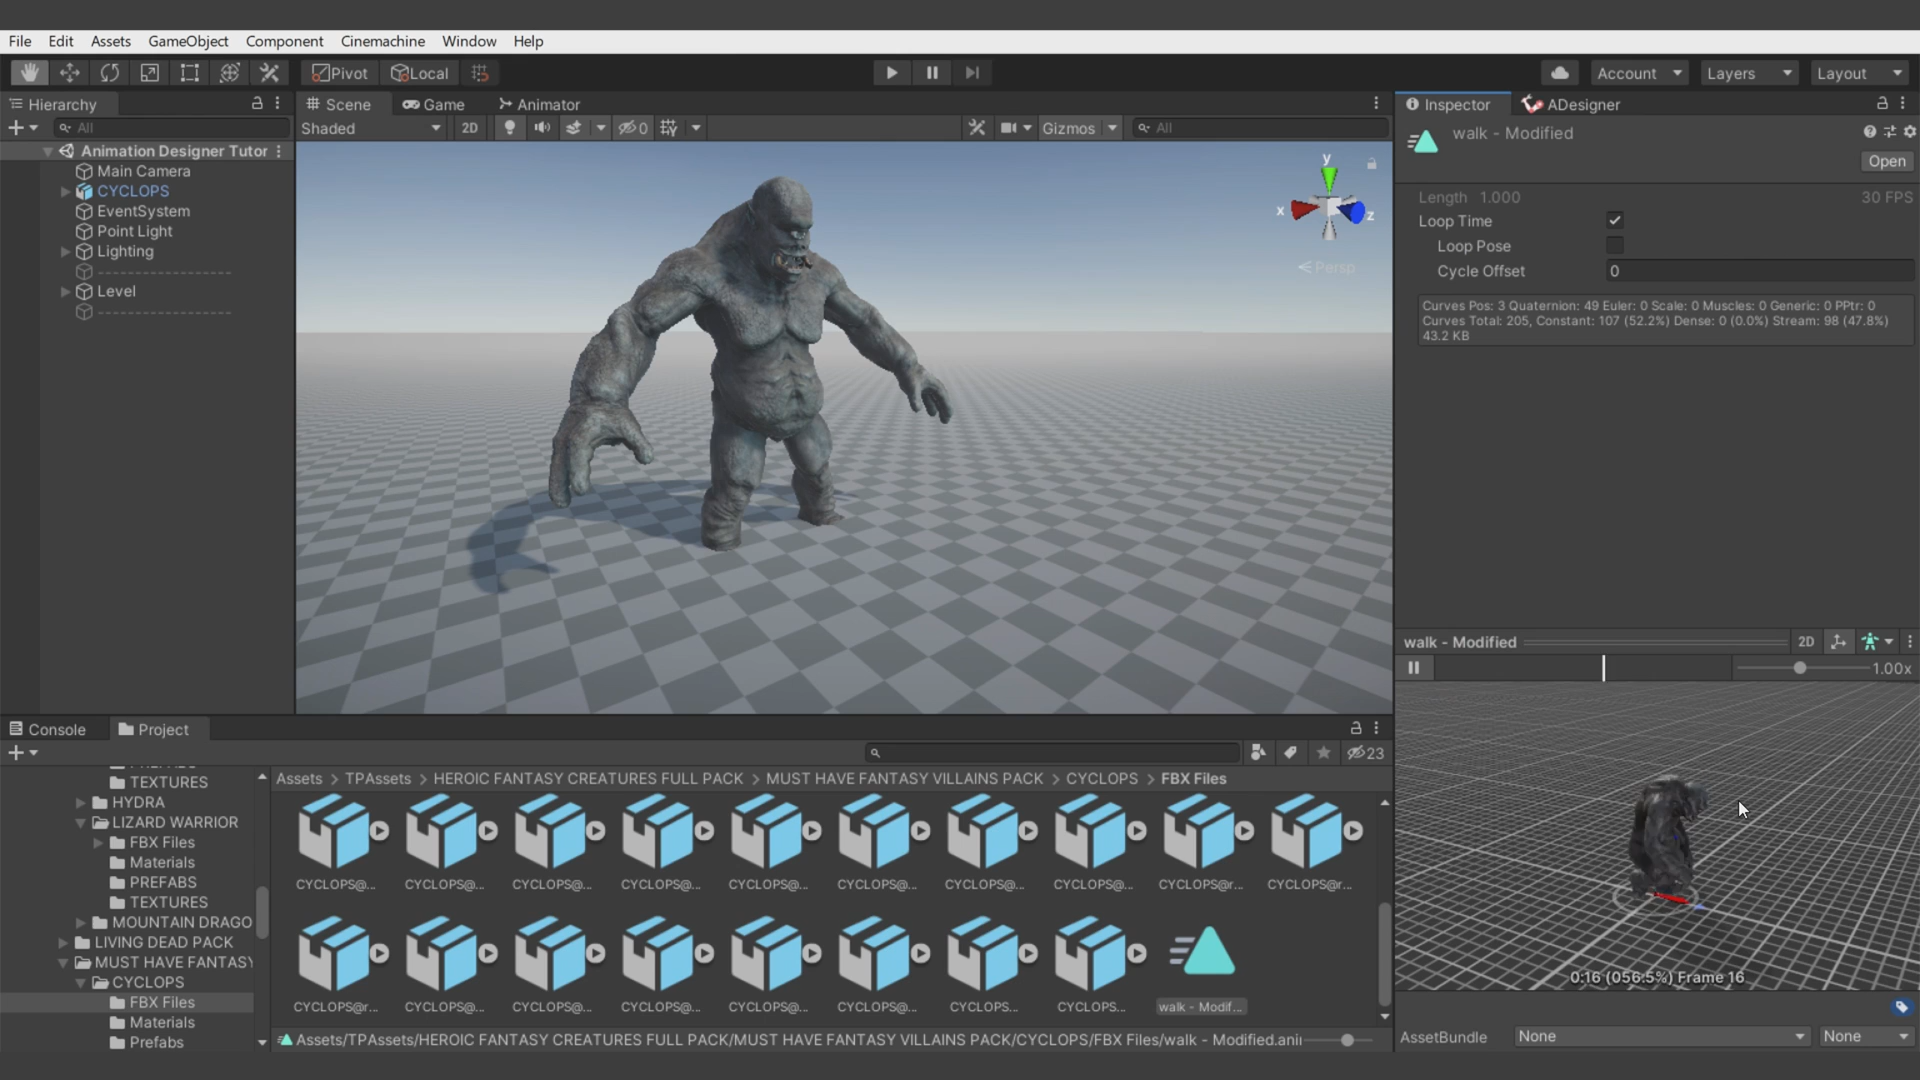 File Edit Assets GameObject Component Cinemachine Window Help
Pivot Local Account Layers Layout
Hierarchy
All
Animation Designer Tutor
Main Camera
CYCLOPS
EventSystem
Point Light
Lighting
------------------
Level
------------------
Scene Game Animator
Shaded 2D 0 Gizmos All
y
x z
Persp
Inspector ADesigner
walk - Modified
Open
Length 1.000 30 FPS
Loop Time
Loop Pose
Cycle Offset 0
Curves Pos: 3 Quaternion: 49 Euler: 0 Scale: 0 Muscles: 0 Generic: 0 PPtr: 0
Curves Total: 205, Constant: 107 (52.2%) Dense: 0 (0.0%) Stream: 98 (47.8%)
43.2 KB
walk - Modified 2D
1.00x
0:16 (056.5%) Frame 16
AssetBundle None None
Console Project
23
TEXTURES
HYDRA
LIZARD WARRIOR
FBX Files
Materials
PREFABS
TEXTURES
MOUNTAIN DRAGO
LIVING DEAD PACK
MUST HAVE FANTASY
CYCLOPS
FBX Files
Materials
Prefabs
Assets > TPAssets > HEROIC FANTASY CREATURES FULL PACK > MUST HAVE FANTASY VILLAINS PACK > CYCLOPS > FBX Files
CYCLOPS@... CYCLOPS@... CYCLOPS@... CYCLOPS@... CYCLOPS@... CYCLOPS@... CYCLOPS@... CYCLOPS@... CYCLOPS@r... CYCLOPS@r...
CYCLOPS@r... CYCLOPS@... CYCLOPS@... CYCLOPS@... CYCLOPS@... CYCLOPS@... CYCLOPS... CYCLOPS... walk - Modif...
Assets/TPAssets/HEROIC FANTASY CREATURES FULL PACK/MUST HAVE FANTASY VILLAINS PACK/CYCLOPS/FBX Files/walk - Modified.ani